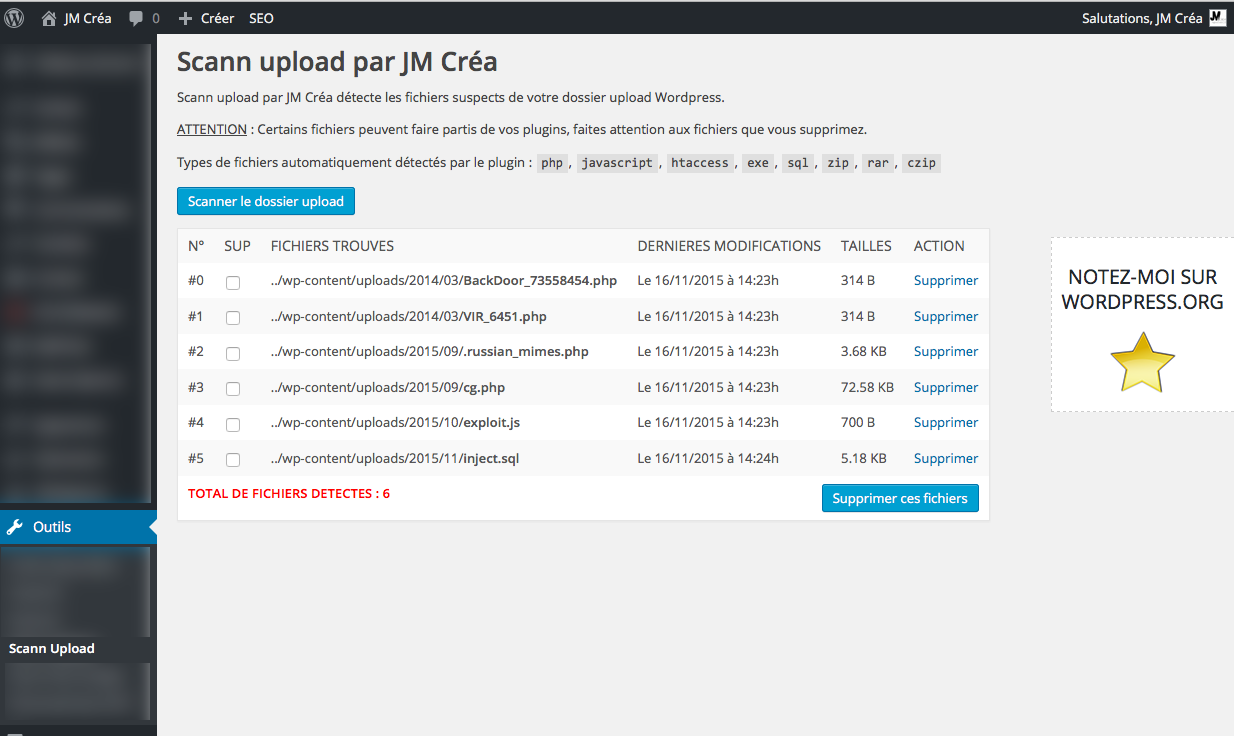 JM Créa 0 Créer SEO Salutations, JM Créa
Scann upload par JM Créa
Scann upload par JM Créa détecte les fichiers suspects de votre dossier upload Wordpress.
ATTENTION : Certains fichiers peuvent faire partis de vos plugins, faites attention aux fichiers que vous supprimez.
Types de fichiers automatiquement détectés par le plugin : php, javascript, htaccess, exe, sql, zip, rar, czip
Scanner le dossier upload
N° SUP FICHIERS TROUVES DERNIERES MODIFICATIONS TAILLES ACTION
#0 ../wp-content/uploads/2014/03/BackDoor_73558454.php Le 16/11/2015 à 14:23h 314 B Supprimer
#1 ../wp-content/uploads/2014/03/VIR_6451.php Le 16/11/2015 à 14:23h 314 B Supprimer
#2 ../wp-content/uploads/2015/09/.russian_mimes.php Le 16/11/2015 à 14:23h 3.68 KB Supprimer
#3 ../wp-content/uploads/2015/09/cg.php Le 16/11/2015 à 14:23h 72.58 KB Supprimer
#4 ../wp-content/uploads/2015/10/exploit.js Le 16/11/2015 à 14:23h 700 B Supprimer
#5 ../wp-content/uploads/2015/11/inject.sql Le 16/11/2015 à 14:24h 5.18 KB Supprimer
TOTAL DE FICHIERS DETECTES : 6 Supprimer ces fichiers
NOTEZ-MOI SUR
WORDPRESS.ORG
Outils
Scann Upload